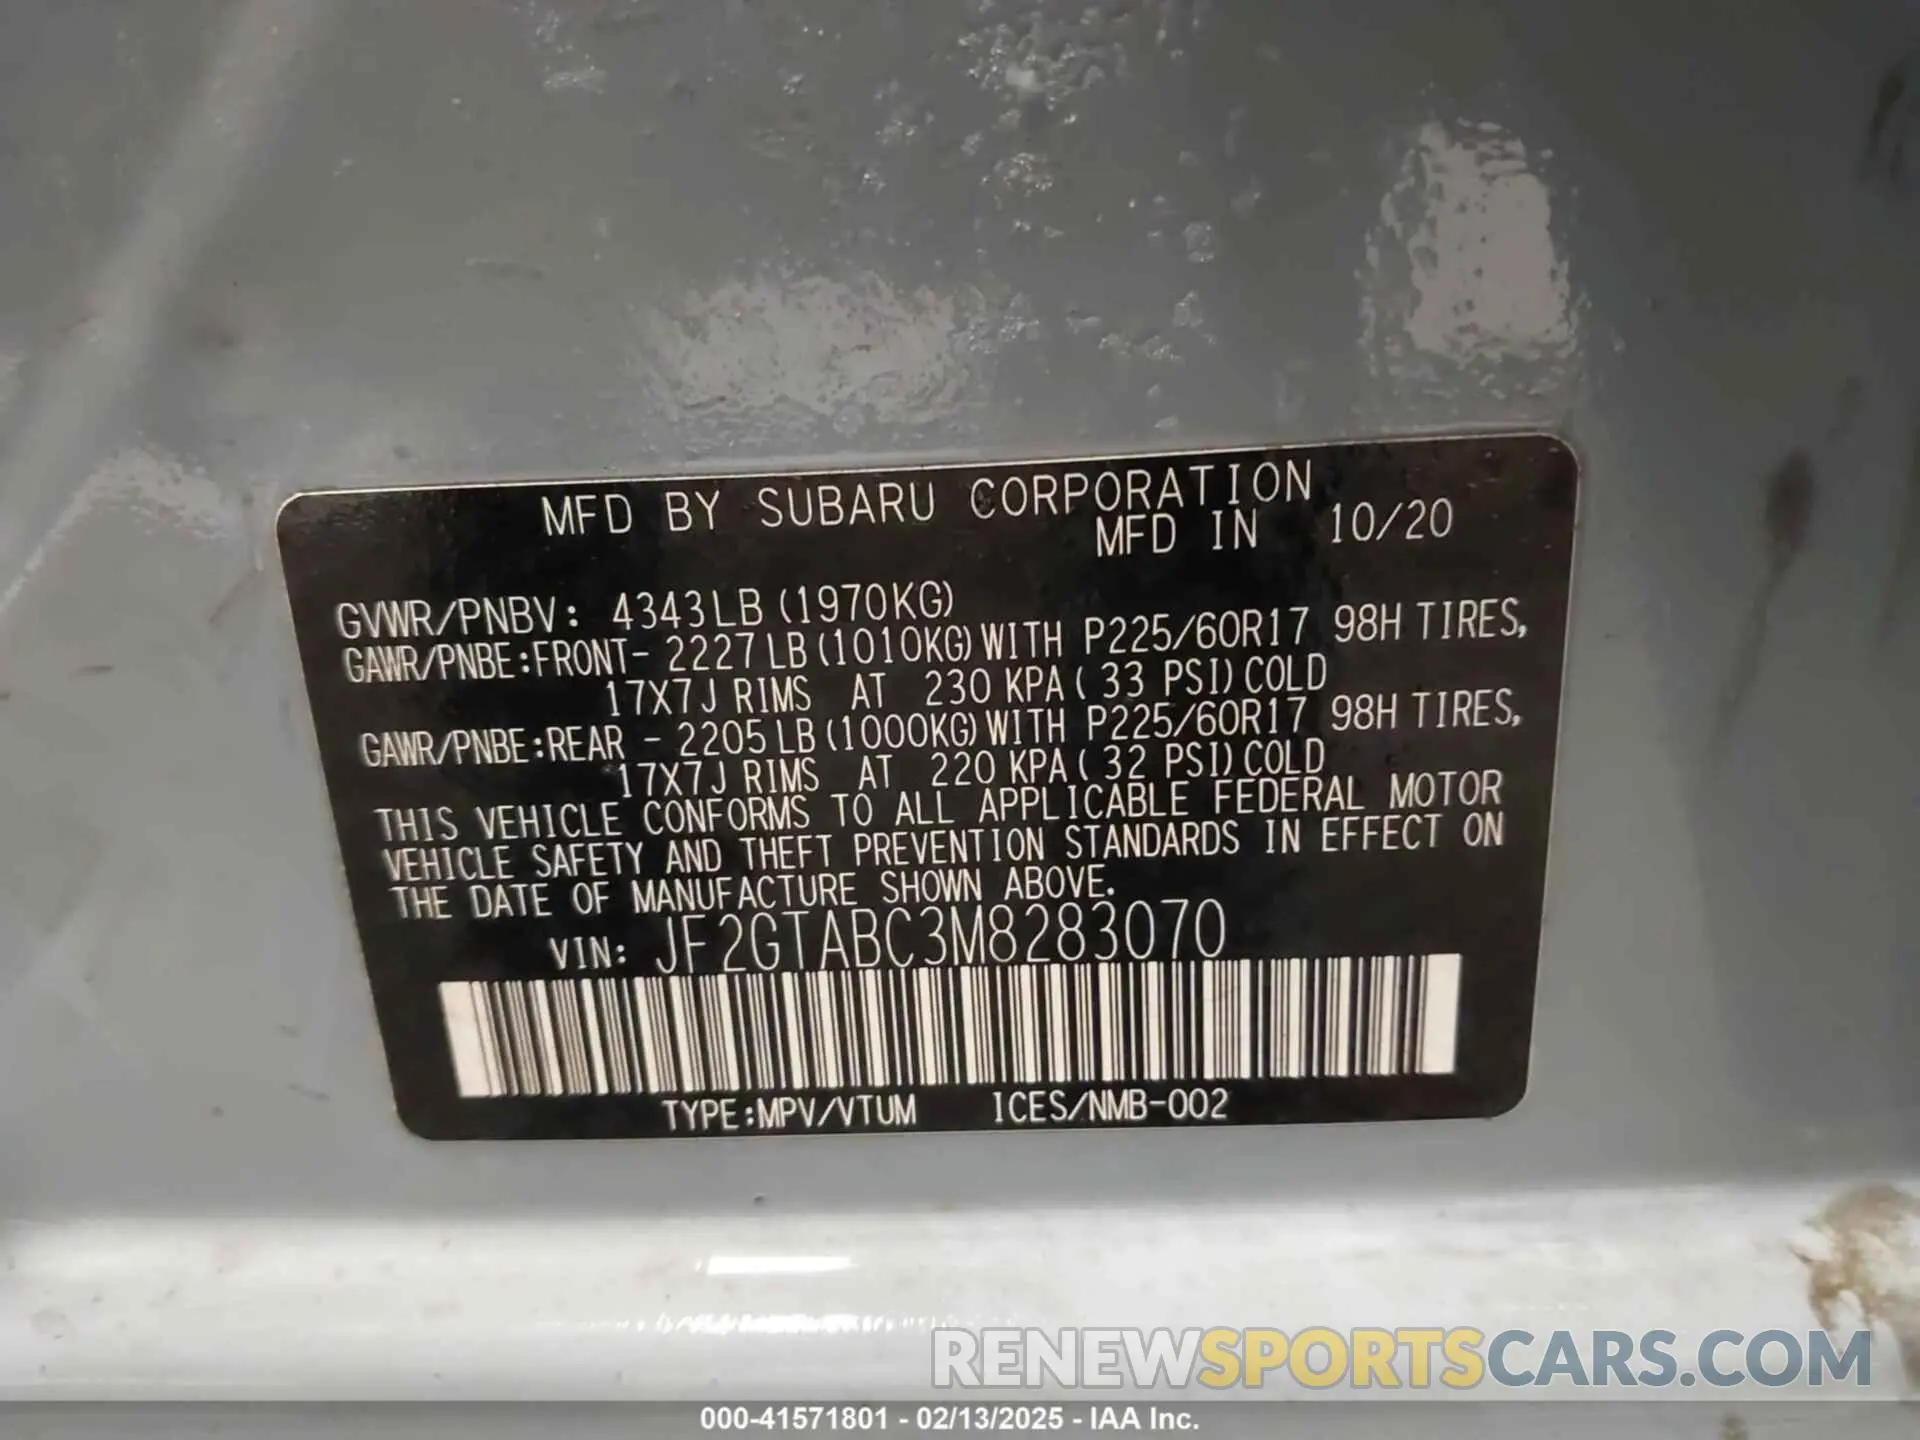 MFD BY SUBARU CORPORATION
MFD IN 10/20
GVWR/PNBV: 4343LB (1970KG)
GAWR/PNBE:FRONT- 2227LB(1010KG)WITH P225/60R17 98H TIRES,
17X7J RIMS AT 230 KPA( 33 PSI)COLD
GAWR/PNBE:REAR - 2205LB(1000KG)WITH P225/60R17 98H TIRES,
17X7J RIMS AT 220 KPA( 32 PSI)COLD
THIS VEHICLE CONFORMS TO ALL APPLICABLE FEDERAL MOTOR
VEHICLE SAFETY AND THEFT PREVENTION STANDARDS IN EFFECT ON
THE DATE OF MANUFACTURE SHOWN ABOVE.
VIN: JF2GTABC3M8283070
TYPE:MPV/VTUM ICES/NMB-002
RENEWSPORTSCARS.COM
000-41571801 - 02/13/2025 - IAA Inc.